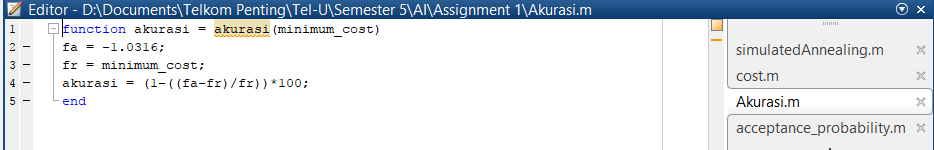 Editor - D:\Documents\Telkom Penting\Tel-U\Semester 5\AI\Assignment 1\Akurasi.m
1 function akurasi = akurasi(minimum_cost)
2 - fa = -1.0316;
3 - fr = minimum_cost;
4 - akurasi = (1-((fa-fr)/fr))*100;
5 - end
simulatedAnnealing.m
cost.m
Akurasi.m
acceptance_probability.m